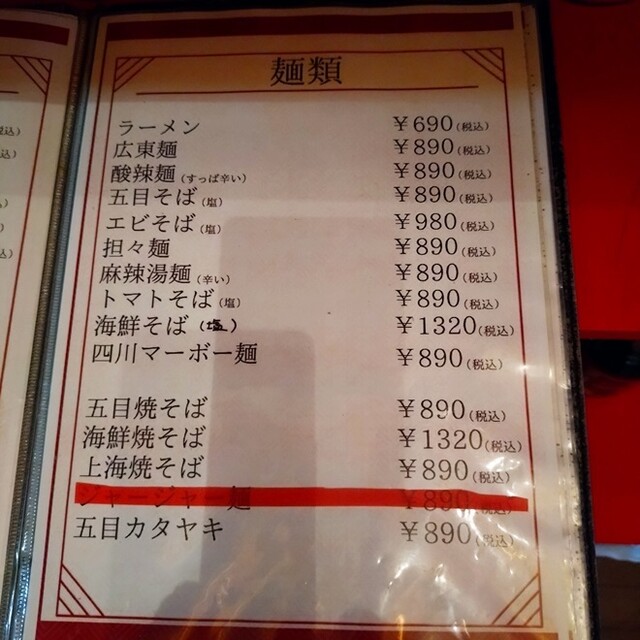 麺類
ラーメン ￥690(税込)
広東麺 ￥890(税込)
酸辣麺(すっぱ辛い) ￥890(税込)
五目そば(塩) ￥890(税込)
エビそば(塩) ￥980(税込)
担々麺 ￥890(税込)
麻辣湯麺(辛い) ￥890(税込)
トマトそば(塩) ￥890(税込)
海鮮そば(塩) ￥1320(税込)
四川マーボー麺 ￥890(税込)
五目焼そば ￥890(税込)
海鮮焼そば ￥1320(税込)
上海焼そば ￥890(税込)
ジャージャー麺 ￥890(税込)
五目カタヤキ ￥890(税込)